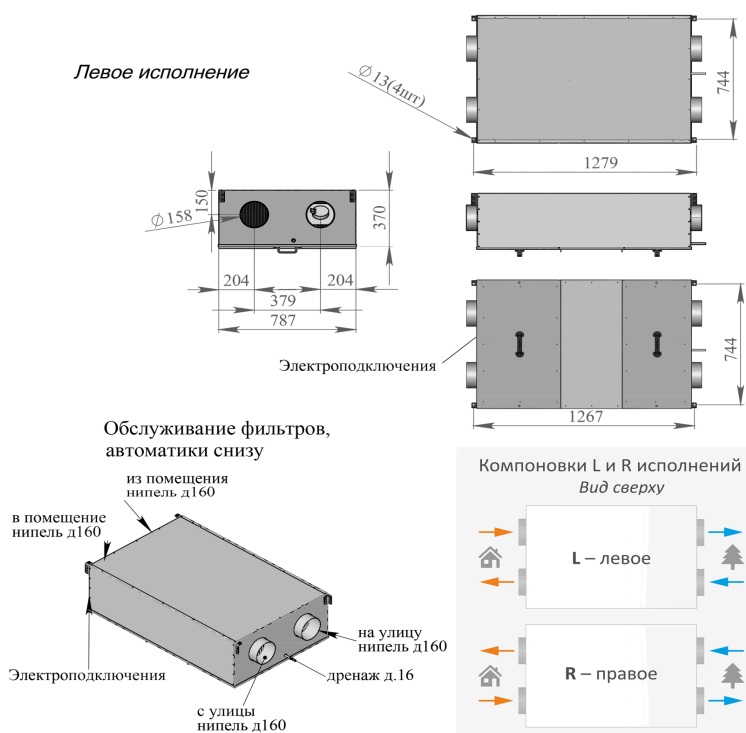 Левое исполнение
∅13(4шт)
744
1279
150
∅158
370
204
204
379
787
Электроподключения
744
1267
Обслуживание фильтров,
автоматики снизу
из помещения
нипель д160
в помещение
нипель д160
Электроподключения
на улицу
нипель д160
дренаж д.16
с улицы
нипель д160
Компоновки L и R исполнений
Вид сверху
L – левое
R – правое